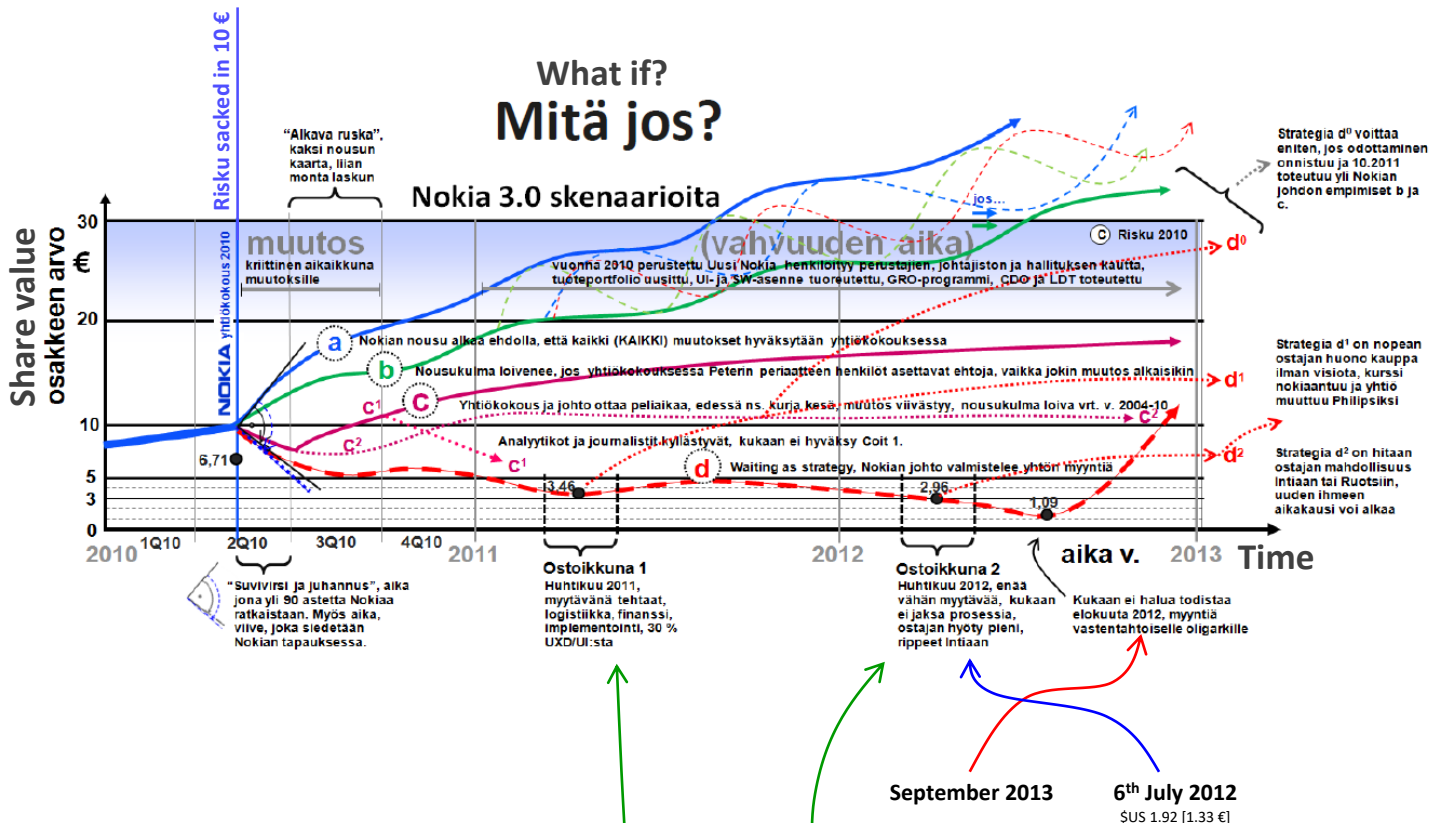 Risku sacked in 10 €
What if?
Mitä jos?
"Alkava ruska",
kaksi nousun
kaarta, liian
monta laskun
Nokia 3.0 skenaarioita
Strategia d⁰ voittaa
eniten, jos odottaminen
onnistuu ja 10.2011
toteutuu yli Nokian
johdon empimiset b ja
c.
Share value
osakkeen arvo
€
30
20
10
5
3
0
NOKIA yhtiökokous 2010
muutos
kriittinen aikaikkuna
muutoksille
(vahvuuden aika)
jos...
C Risku 2010
d⁰
vuonna 2010 perustettu Uusi Nokia henkilöityy perustajien, johtajiston ja hallituksen kautta,
tuoteportfolio uusittu, UI- ja SW-asenne tuoreutettu, GRO-programmi, CDO ja LDT toteutettu
a Nokian nousu alkaa ehdolla, että kaikki (KAIKKI) muutokset hyväksytään yhtiökokouksessa
b Nousukulma loivenee, jos yhtiökokouksessa Peterin periaatteen henkilöt asettavat ehtoja, vaikka jokin muutos alkaisikin
d¹
Strategia d¹ on nopean
ostajan huono kauppa
ilman visiota, kurssi
nokiaantuu ja yhtiö
muuttuu Philipsiksi
C¹
C Yhtiökokous ja johto ottaa peliaikaa, edessä ns. kurja kesä, muutos viivästyy, nousukulma loiva vrt. v. 2004-10
C²
C²
Analyytikot ja journalistit kyllästyvät, kukaan ei hyväksy Coit 1.
C¹
6,71
d Waiting as strategy, Nokian johto valmistelee yhtön myyntiä
d²
Strategia d² on hitaan
ostajan mahdollisuus
Intiaan tai Ruotsiin,
uuden ihmeen
aikakausi voi alkaa
3.46
2,96
1,09
2010
1Q10
2Q10
3Q10
4Q10
2011
2012
aika v.
2013
Time
"Suvivirsi ja juhannus", aika
jona yli 90 astetta Nokiaa
ratkaistaan. Myös aika,
viive, joka siedetään
Nokian tapauksessa.
Ostoikkuna 1
Huhtikuu 2011,
myytävänä tehtaat,
logistiikka, finanssi,
implementointi, 30 %
UXD/UI:sta
Ostoikkuna 2
Huhtikuu 2012, enää
vähän myytävää, kukaan
ei jaksa prosessia,
ostajan hyöty pieni,
rippeet Intiaan
Kukaan ei halua todistaa
elokuuta 2012, myyntiä
vastentahtoiselle oligarkille
September 2013
6th July 2012
$US 1.92 [1.33 €]